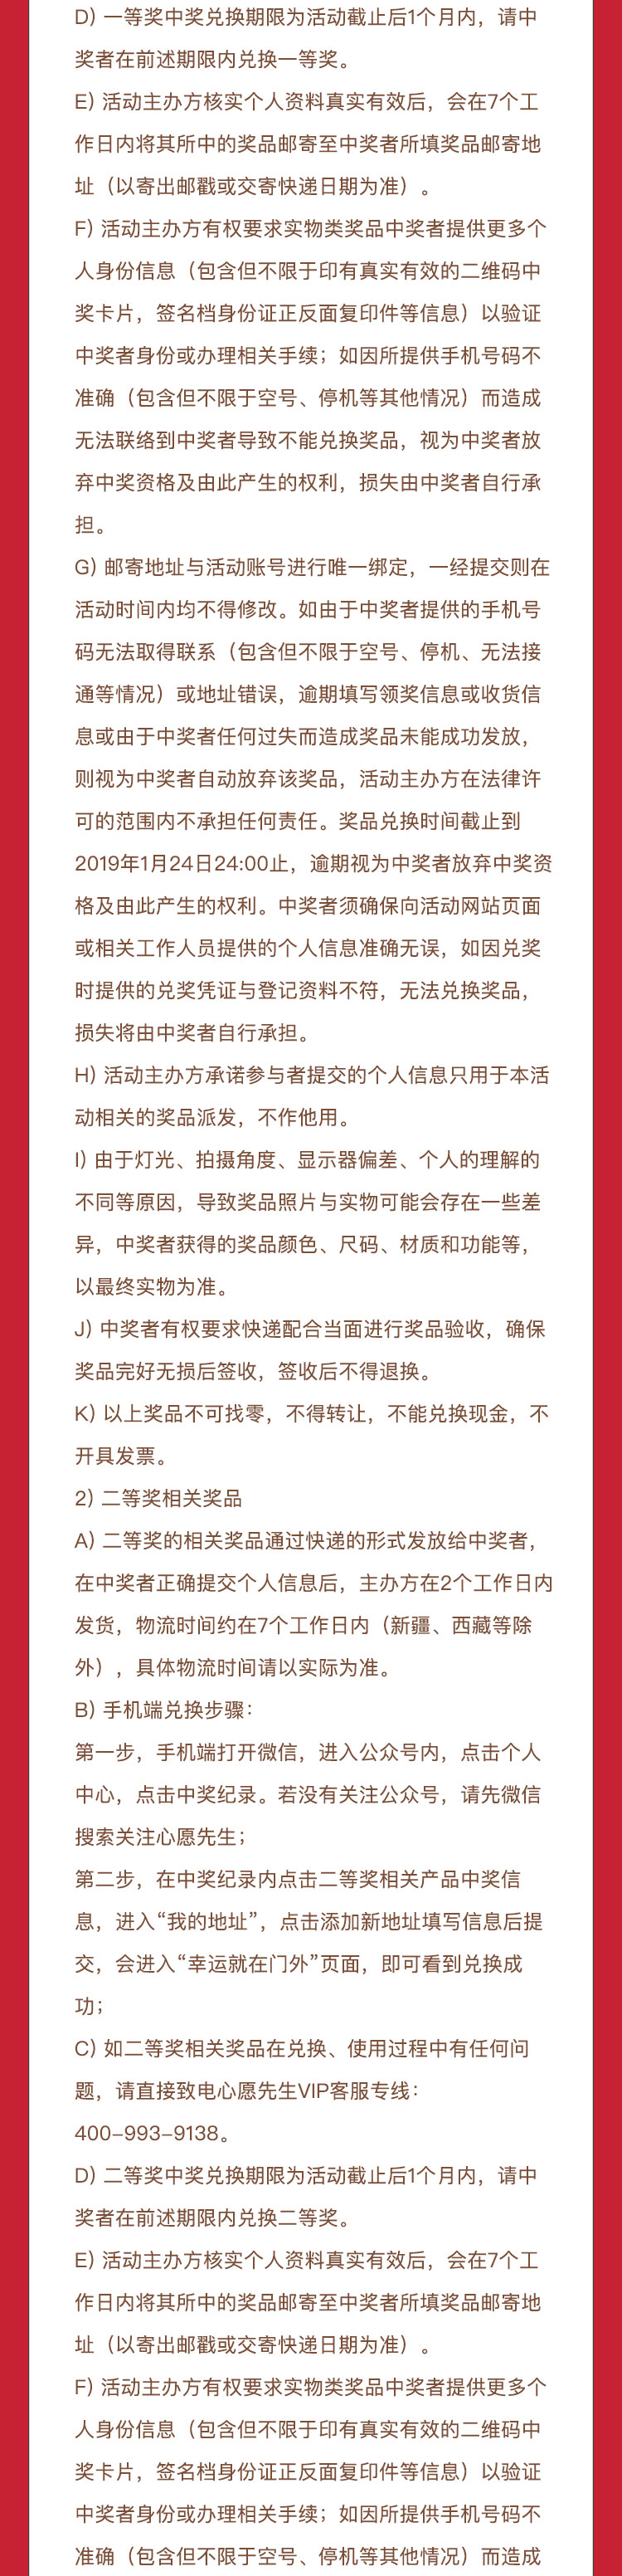 D) 一等奖中奖兑换期限为活动截止后1个月内，请中
奖者在前述期限内兑换一等奖。
E) 活动主办方核实个人资料真实有效后，会在7个工
作日内将其所中的奖品邮寄至中奖者所填奖品邮寄地
址（以寄出邮戳或交寄快递日期为准）。
F) 活动主办方有权要求实物类奖品中奖者提供更多个
人身份信息（包含但不限于印有真实有效的二维码中
奖卡片，签名档身份证正反面复印件等信息）以验证
中奖者身份或办理相关手续；如因所提供手机号码不
准确（包含但不限于空号、停机等其他情况）而造成
无法联络到中奖者导致不能兑换奖品，视为中奖者放
弃中奖资格及由此产生的权利，损失由中奖者自行承
担。
G) 邮寄地址与活动账号进行唯一绑定，一经提交则在
活动时间内均不得修改。如由于中奖者提供的手机号
码无法取得联系（包含但不限于空号、停机、无法接
通等情况）或地址错误，逾期填写领奖信息或收货信
息或由于中奖者任何过失而造成奖品未能成功发放，
则视为中奖者自动放弃该奖品，活动主办方在法律许
可的范围内不承担任何责任。奖品兑换时间截止到
2019年1月24日24:00止，逾期视为中奖者放弃中奖资
格及由此产生的权利。中奖者须确保向活动网站页面
或相关工作人员提供的个人信息准确无误，如因兑奖
时提供的兑奖凭证与登记资料不符，无法兑换奖品，
损失将由中奖者自行承担。
H) 活动主办方承诺参与者提交的个人信息只用于本活
动相关的奖品派发，不作他用。
I) 由于灯光、拍摄角度、显示器偏差、个人的理解的
不同等原因，导致奖品照片与实物可能会存在一些差
异，中奖者获得的奖品颜色、尺码、材质和功能等，
以最终实物为准。
J) 中奖者有权要求快递配合当面进行奖品验收，确保
奖品完好无损后签收，签收后不得退换。
K) 以上奖品不可找零，不得转让，不能兑换现金，不
开具发票。
2) 二等奖相关奖品
A) 二等奖的相关奖品通过快递的形式发放给中奖者，
在中奖者正确提交个人信息后，主办方在2个工作日内
发货，物流时间约在7个工作日内（新疆、西藏等除
外），具体物流时间请以实际为准。
B) 手机端兑换步骤：
第一步，手机端打开微信，进入公众号内，点击个人
中心，点击中奖纪录。若没有关注公众号，请先微信
搜索关注心愿先生；
第二步，在中奖纪录内点击二等奖相关产品中奖信
息，进入“我的地址”，点击添加新地址填写信息后提
交，会进入“幸运就在门外”页面，即可看到兑换成
功；
C) 如二等奖相关奖品在兑换、使用过程中有任何问
题，请直接致电心愿先生VIP客服专线：
400-993-9138。
D) 二等奖中奖兑换期限为活动截止后1个月内，请中
奖者在前述期限内兑换二等奖。
E) 活动主办方核实个人资料真实有效后，会在7个工
作日内将其所中的奖品邮寄至中奖者所填奖品邮寄地
址（以寄出邮戳或交寄快递日期为准）。
F) 活动主办方有权要求实物类奖品中奖者提供更多个
人身份信息（包含但不限于印有真实有效的二维码中
奖卡片，签名档身份证正反面复印件等信息）以验证
中奖者身份或办理相关手续；如因所提供手机号码不
准确（包含但不限于空号、停机等其他情况）而造成